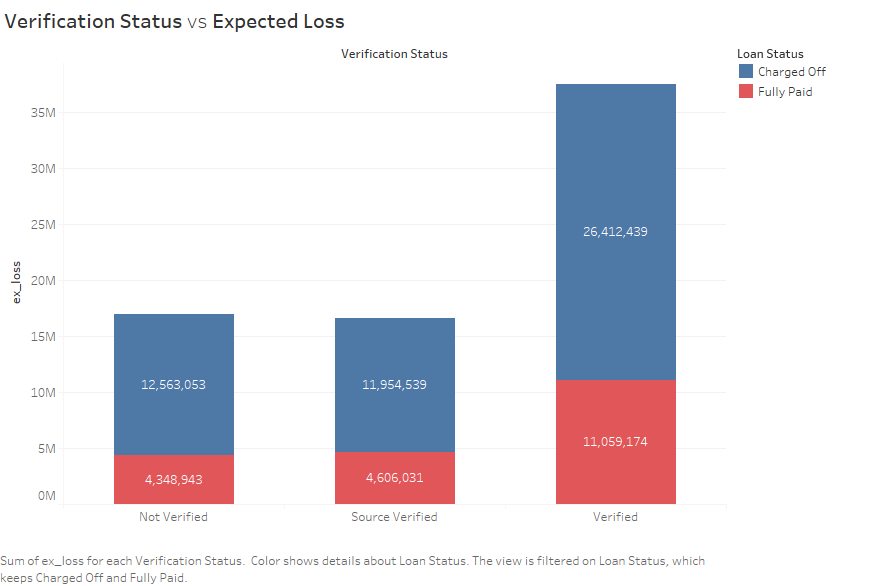 Verification Status vs Expected Loss
Verification Status
Loan Status
Charged Off
Fully Paid
35M
30M
25M
20M
15M
10M
5M
0M
ex_loss
26,412,439
12,563,053
11,954,539
11,059,174
4,348,943
4,606,031
Not Verified
Source Verified
Verified
Sum of ex_loss for each Verification Status.  Color shows details about Loan Status. The view is filtered on Loan Status, which
keeps Charged Off and Fully Paid.